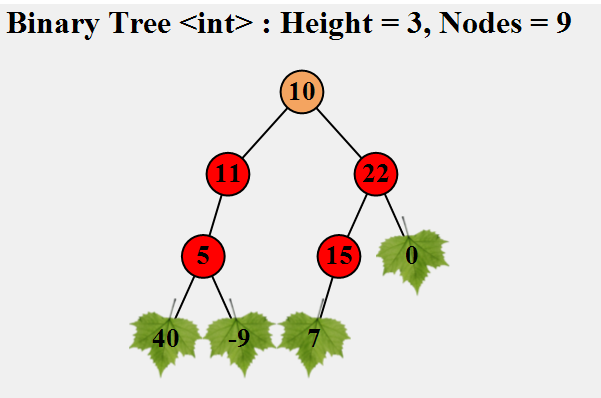 Binary Tree <int> : Height = 3, Nodes = 9
10
11 22
5 15 0
40 -9 7